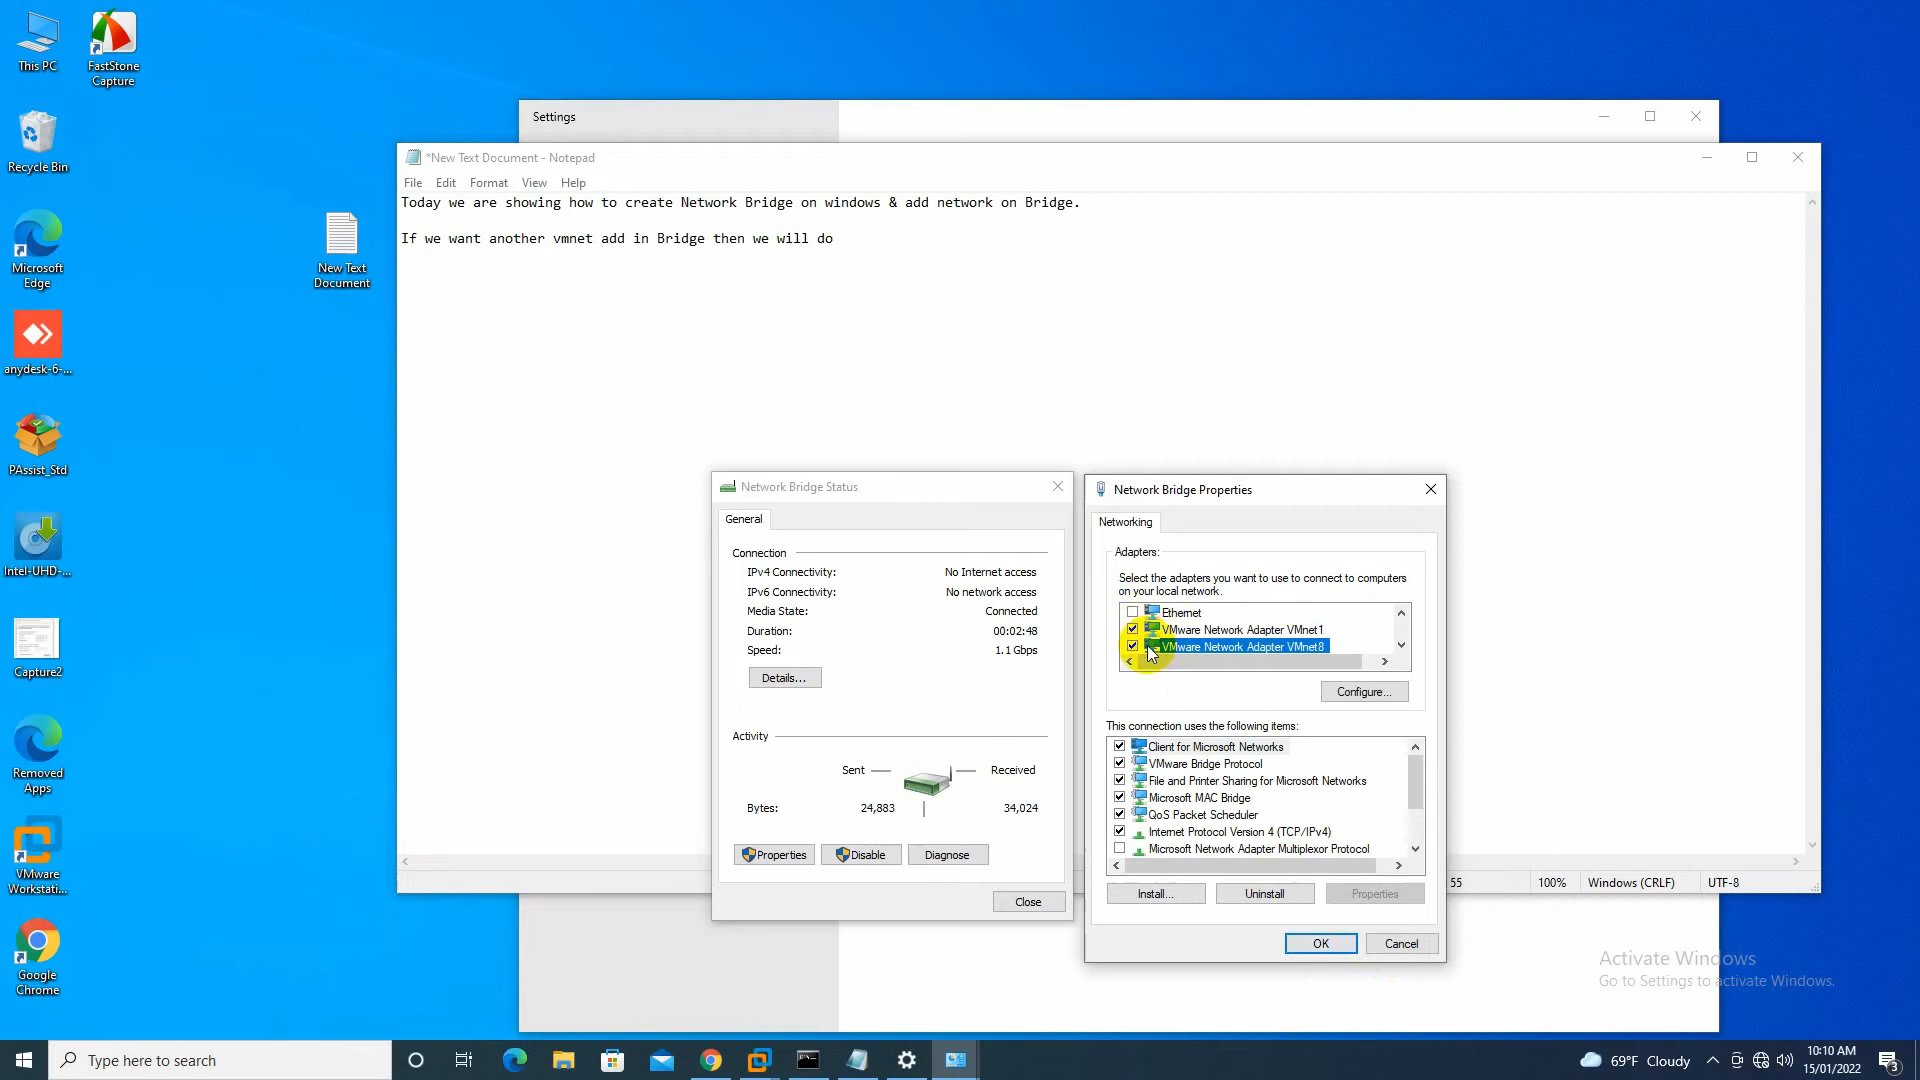 This PC
FastStone
Capture
Recycle Bin
Microsoft
Edge
New Text
Document
anydesk-6-...
PAssist_Std
Intel-UHD-...
Capture2
Removed
Apps
VMware
Workstati...
Google
Chrome
Settings
*New Text Document - Notepad
File Edit Format View Help
Today we are showing how to create Network Bridge on windows & add network on Bridge.
If we want another vmnet add in Bridge then we will do
55 100% Windows (CRLF) UTF-8
Network Bridge Status
General
Connection
IPv4 Connectivity: No Internet access
IPv6 Connectivity: No network access
Media State: Connected
Duration: 00:02:48
Speed: 1.1 Gbps
Details...
Activity
Sent Received
Bytes: 24,883 34,024
Properties Disable Diagnose
Close
Network Bridge Properties
Networking
Adapters:
Select the adapters you want to use to connect to computers
on your local network.
Ethernet
VMware Network Adapter VMnet1
VMware Network Adapter VMnet8
Configure...
This connection uses the following items:
Client for Microsoft Networks
VMware Bridge Protocol
File and Printer Sharing for Microsoft Networks
Microsoft MAC Bridge
QoS Packet Scheduler
Internet Protocol Version 4 (TCP/IPv4)
Microsoft Network Adapter Multiplexor Protocol
Install... Uninstall Properties
OK Cancel
Activate Windows
Go to Settings to activate Windows.
Type here to search
69°F Cloudy
10:10 AM
15/01/2022
3